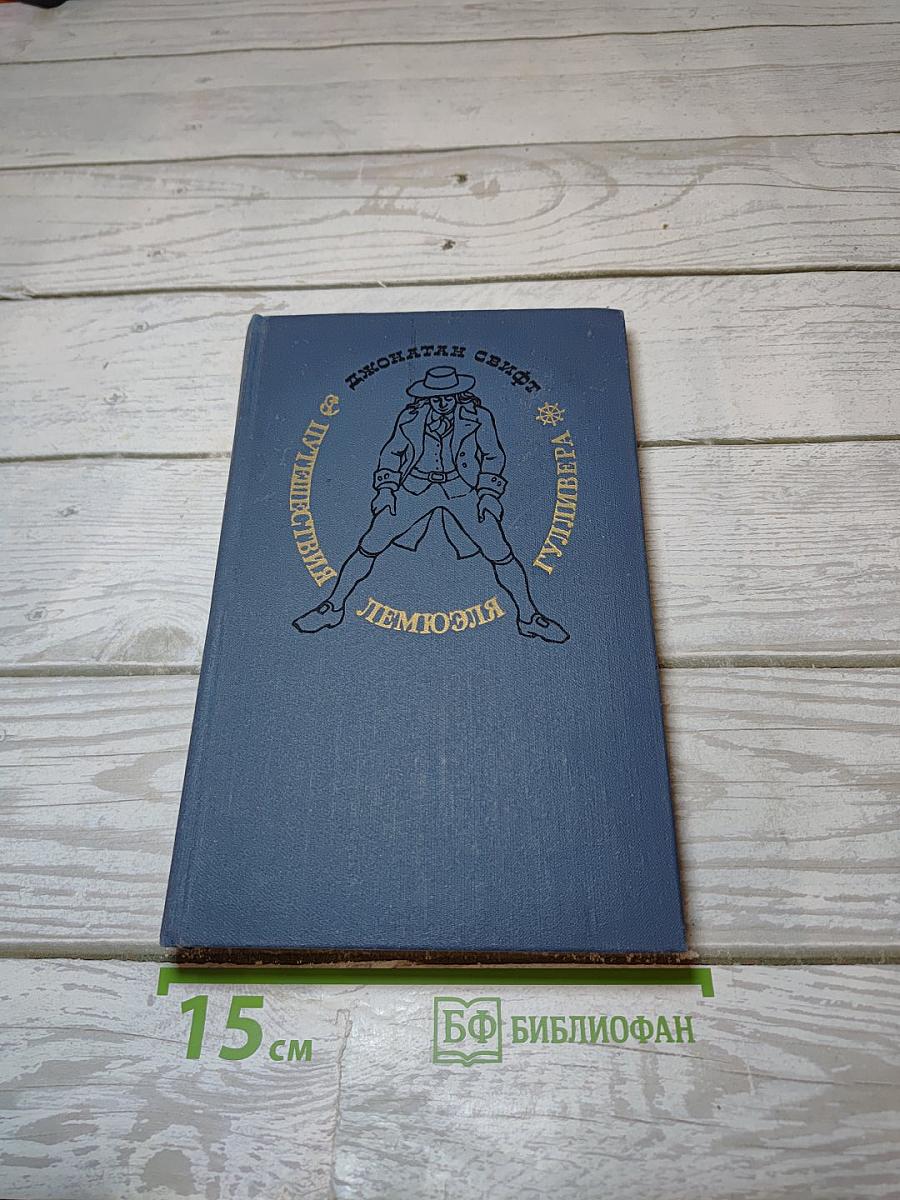 ДЖОНАТАН СВИФТ
ПУТЕШЕСТВИЯ
ЛЕМЮЭЛЯ
ГУЛЛИВЕРА
15 см
БФ БИБЛИОФАН